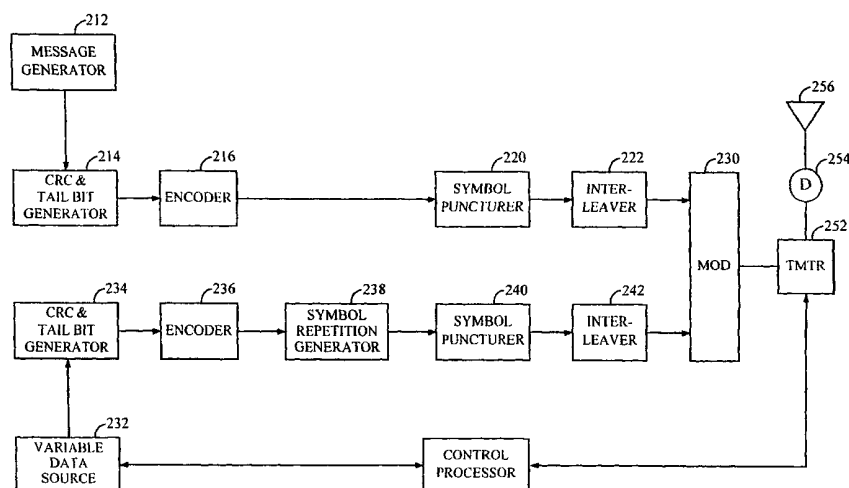 212
MESSAGE
GENERATOR
256
214
216
220
222
230
254
CRC &
TAIL BIT
GENERATOR
ENCODER
SYMBOL
PUNCTURER
INTER-
LEAVER
D
252
MOD
TMTR
234
236
238
240
242
CRC &
TAIL BIT
GENERATOR
ENCODER
SYMBOL
REPETITION
GENERATOR
SYMBOL
PUNCTURER
INTER-
LEAVER
232
VARIABLE
DATA
SOURCE
CONTROL
PROCESSOR